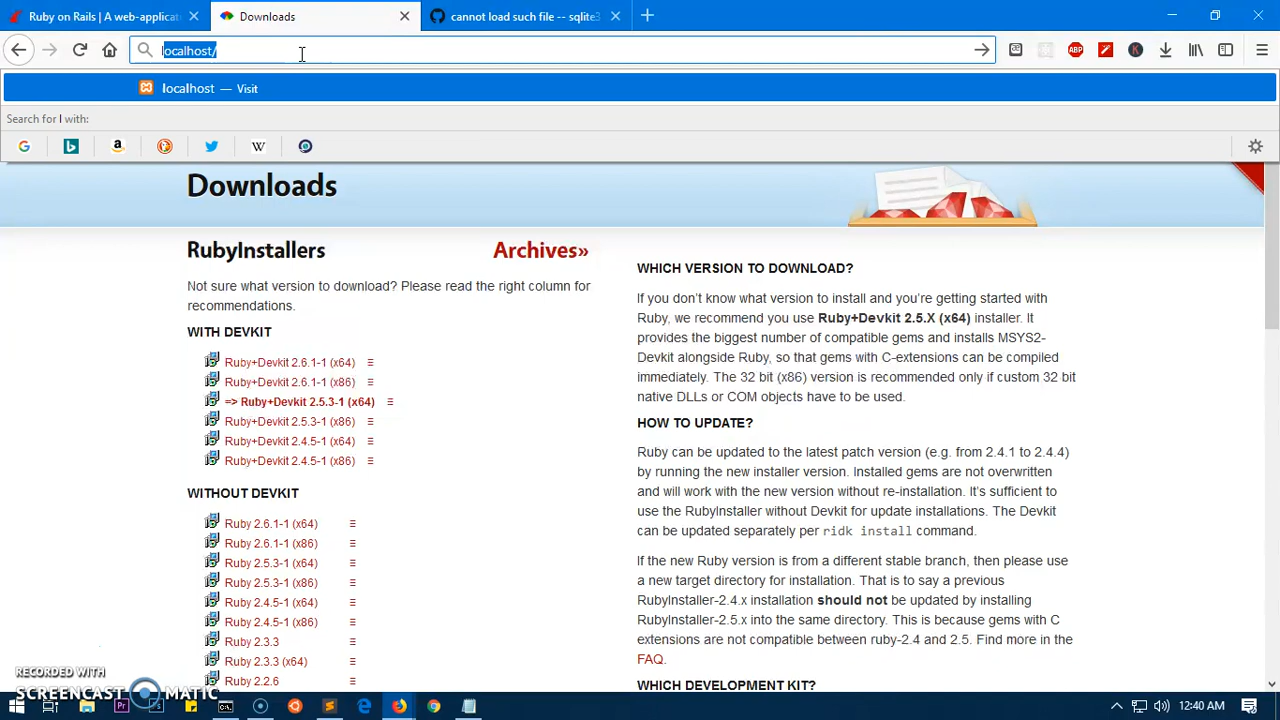 Ruby on Rails | A web-applicat
Downloads
cannot load such file -- sqlite3
localhost/
ABP
localhost — Visit
Search for l with:
Downloads
RubyInstallers
Archives»
Not sure what version to download? Please read the right column for
recommendations.
WITH DEVKIT
Ruby+Devkit 2.6.1-1 (x64)
Ruby+Devkit 2.6.1-1 (x86)
=> Ruby+Devkit 2.5.3-1 (x64)
Ruby+Devkit 2.5.3-1 (x86)
Ruby+Devkit 2.4.5-1 (x64)
Ruby+Devkit 2.4.5-1 (x86)
WITHOUT DEVKIT
Ruby 2.6.1-1 (x64)
Ruby 2.6.1-1 (x86)
Ruby 2.5.3-1 (x64)
Ruby 2.5.3-1 (x86)
Ruby 2.4.5-1 (x64)
Ruby 2.4.5-1 (x86)
Ruby 2.3.3
Ruby 2.3.3 (x64)
Ruby 2.2.6
WHICH VERSION TO DOWNLOAD?
If you don't know what version to install and you're getting started with
Ruby, we recommend you use Ruby+Devkit 2.5.X (x64) installer. It
provides the biggest number of compatible gems and installs MSYS2-
Devkit alongside Ruby, so that gems with C-extensions can be compiled
immediately. The 32 bit (x86) version is recommended only if custom 32 bit
native DLLs or COM objects have to be used.
HOW TO UPDATE?
Ruby can be updated to the latest patch version (e.g. from 2.4.1 to 2.4.4)
by running the new installer version. Installed gems are not overwritten
and will work with the new version without re-installation. It's sufficient to
use the RubyInstaller without Devkit for update installations. The Devkit
can be updated separately per ridk install command.
If the new Ruby version is from a different stable branch, then please use
a new target directory for installation. That is to say a previous
RubyInstaller-2.4.x installation should not be updated by installing
RubyInstaller-2.5.x into the same directory. This is because gems with C
extensions are not compatible between ruby-2.4 and 2.5. Find more in the
FAQ.
WHICH DEVELOPMENT KIT?
RECORDED WITH
SCREENCAST MATIC
12:40 AM